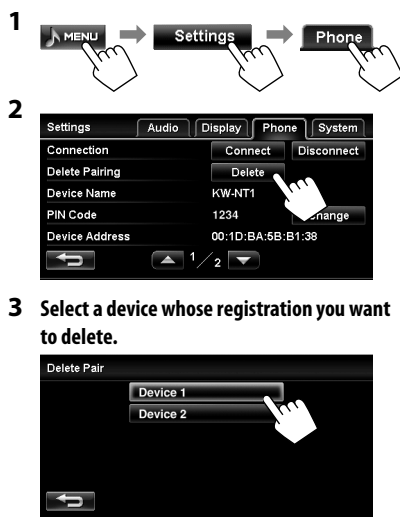 1
MENU Settings Phone
2
Settings Audio Display Phone System
Connection Connect Disconnect
Delete Pairing Delete
Device Name KW-NT1
PIN Code 1234 Change
Device Address 00:1D:BA:5B:B1:38
1/2
3 Select a device whose registration you want
to delete.
Delete Pair
Device 1
Device 2